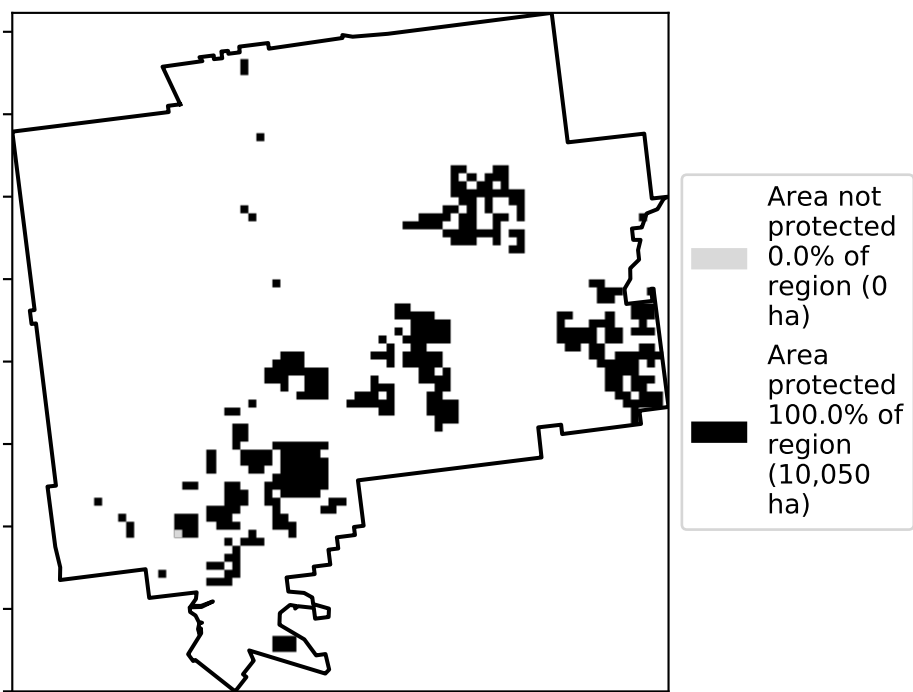 Area not
protected
0.0% of
region (0
ha)
Area
protected
100.0% of
region
(10,050
ha)